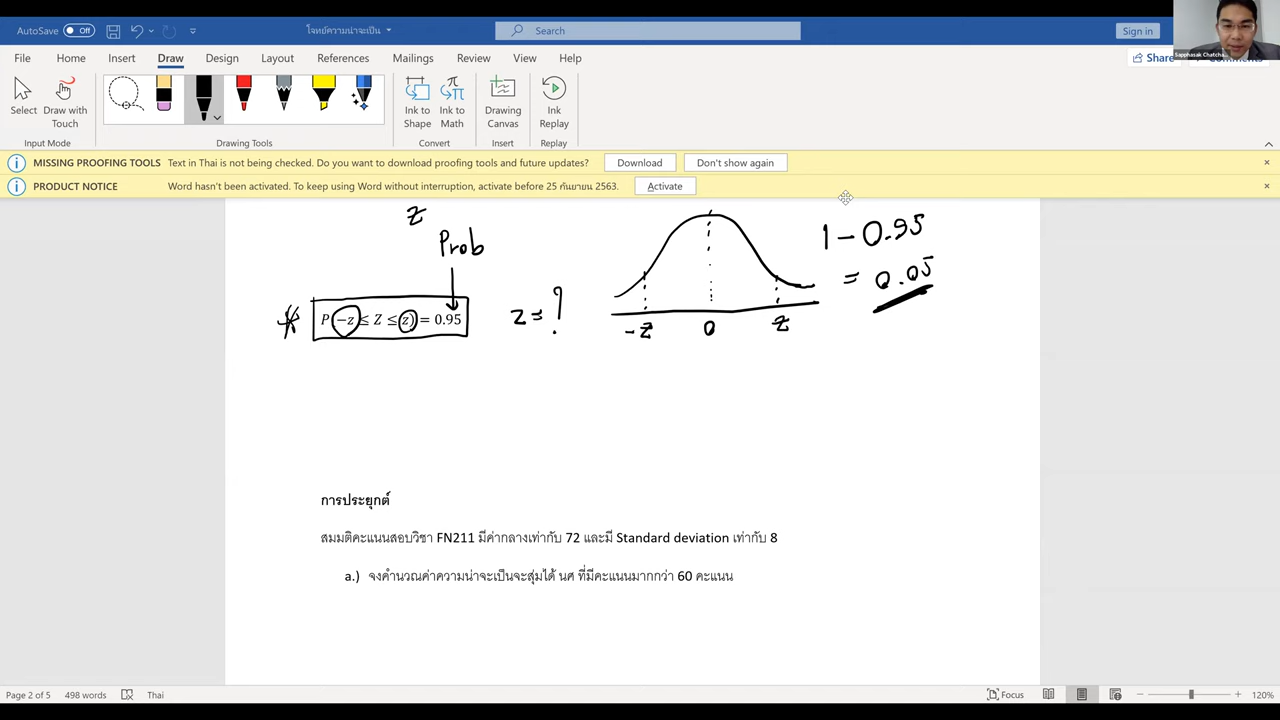 AutoSave Off
โจทย์ความน่าจะเป็น
Search
Sign in
File Home Insert Draw Design Layout References Mailings Review View Help
Share Comments
Sapphasak Chatcha...
Select
Draw with Touch
Ink to Shape
Ink to Math
Drawing Canvas
Ink Replay
Input Mode Drawing Tools Convert Insert Replay
MISSING PROOFING TOOLS Text in Thai is not being checked. Do you want to download proofing tools and future updates? Download Don't show again
PRODUCT NOTICE Word hasn't been activated. To keep using Word without interruption, activate before 25 กันยายน 2563. Activate
z
Prob
1 - 0.95
= 0.05
P (-z ≤ Z ≤ z) = 0.95
z = ?
-z 0 z
การประยุกต์
สมมติคะแนนสอบวิชา FN211 มีค่ากลางเท่ากับ 72 และมี Standard deviation เท่ากับ 8
a.) จงคำนวณค่าความน่าจะเป็นจะสุ่มได้ นศ ที่มีคะแนนมากกว่า 60 คะแนน
Page 2 of 5 498 words Thai Focus 120%